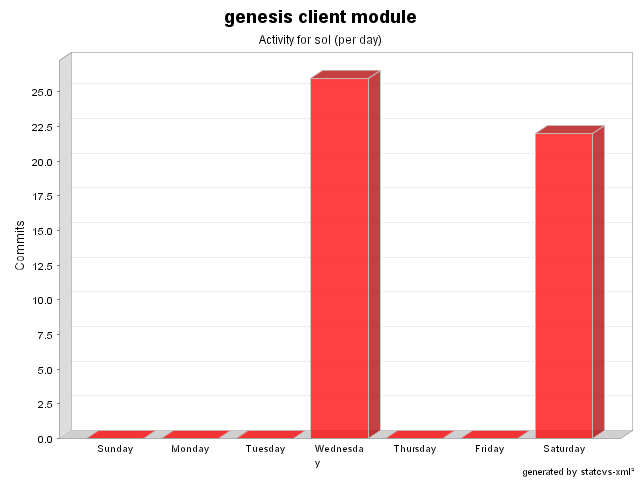 genesis client module
Activity for sol (per day)
Commits
25.0
22.5
20.0
17.5
15.0
12.5
10.0
7.5
5.0
2.5
0.0
Sunday Monday Tuesday Wednesda Thursday Friday Saturday
y
generated by statcvs-xml²